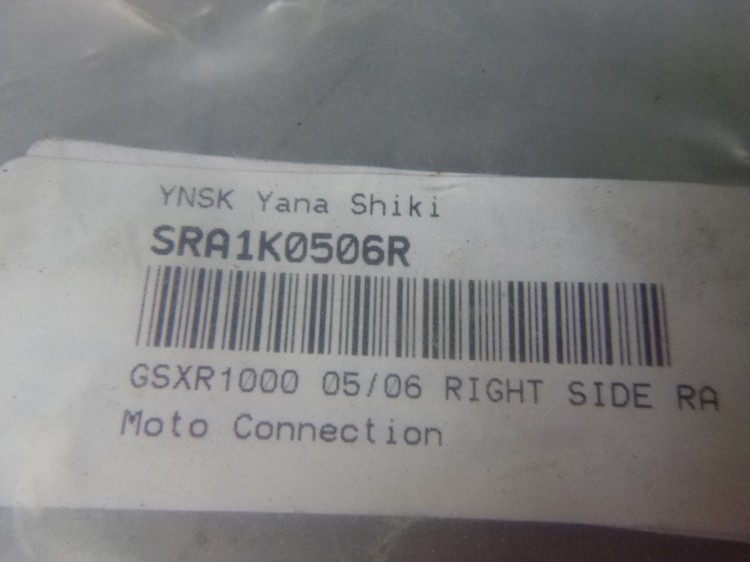 YNSK Yana Shiki
SRA1K0506R
GSXR1000 05/06 RIGHT SIDE RA
Moto Connection